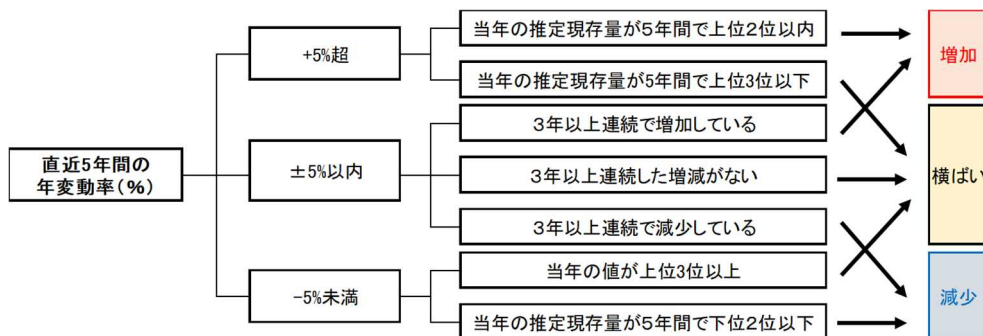 当年の推定現存量が5年間で上位２位以内
+5%超
増加
当年の推定現存量が5年間で上位3位以下
３年以上連続で増加している
直近5年間の
年変動率(%)
±5%以内
３年以上連続した増減がない
横ばい
３年以上連続で減少している
当年の値が上位3位以上
-5%未満
減少
当年の推定現存量が5年間で下位２位以下